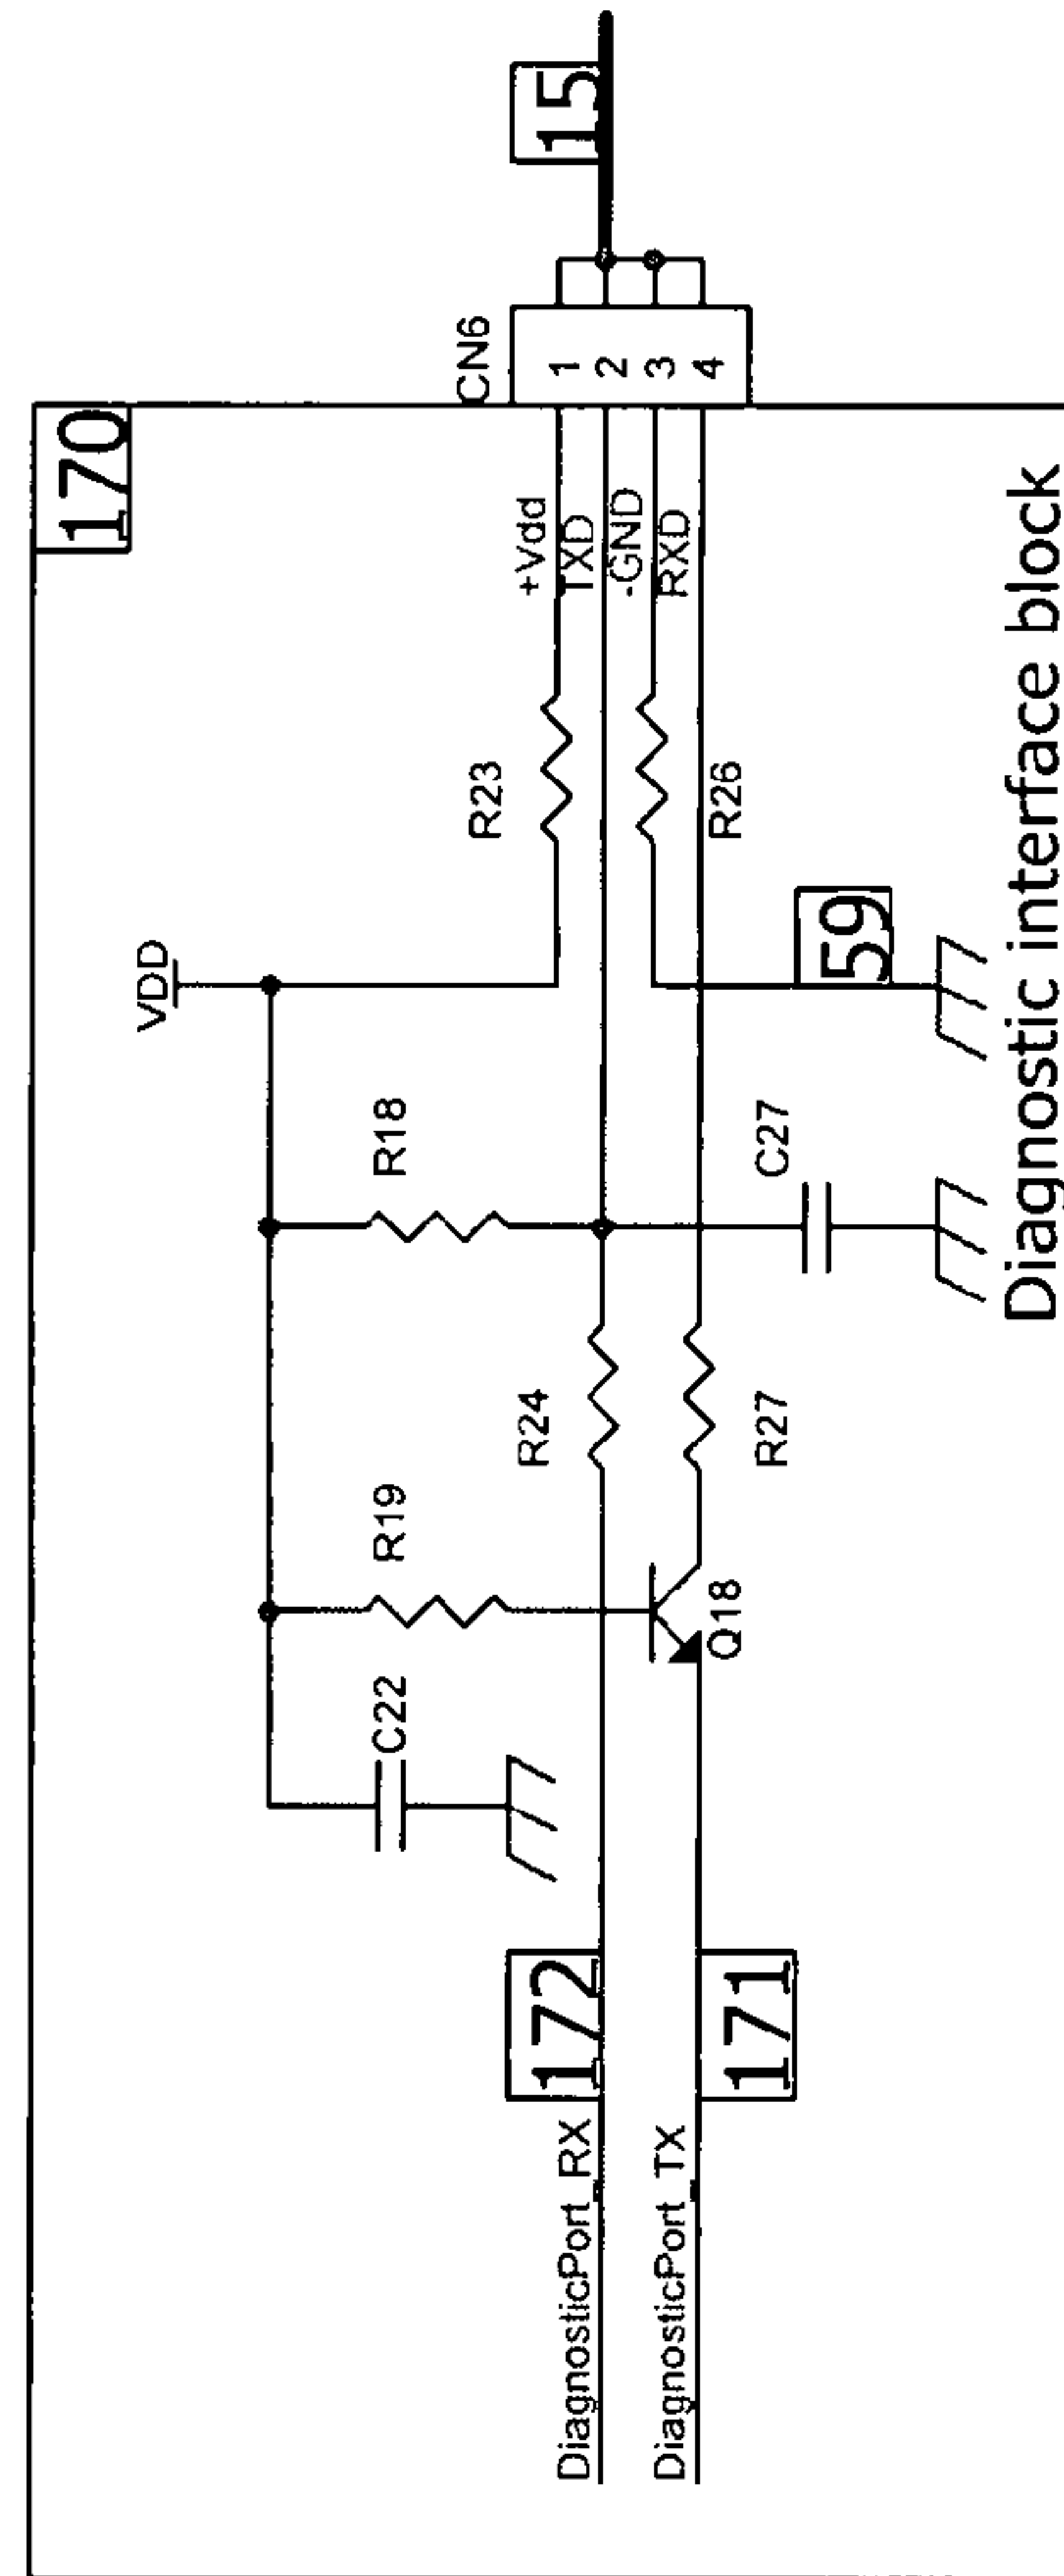 170
15
VDD
CN6
R18
R19
C22
R23
+Vdd
1
TXD
2
-GND
3
RXD
4
R24
R26
172
DiagnosticPort_RX
Q18
R27
C27
59
DiagnosticPort_TX
171
Diagnostic interface block